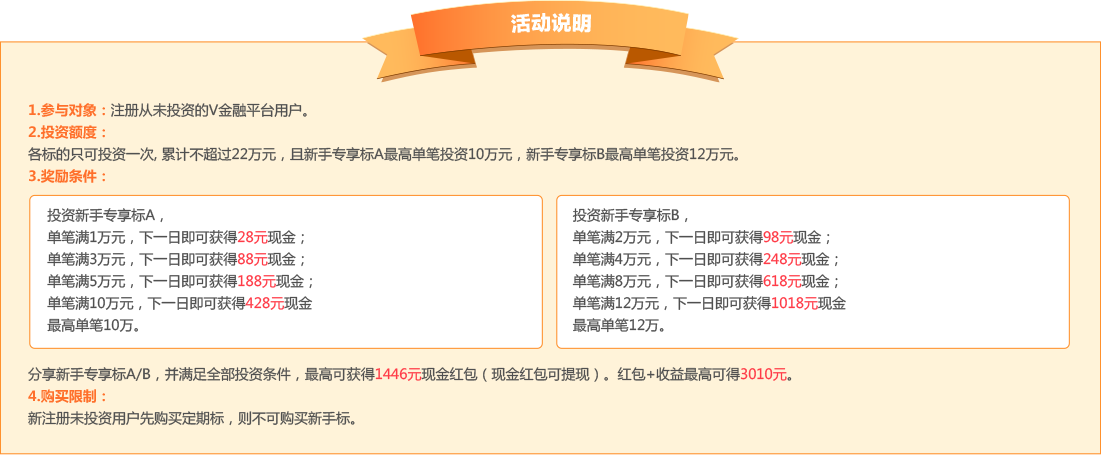 活动说明
1.参与对象：注册从未投资的V金融平台用户。
2.投资额度：
各标的只可投资一次, 累计不超过22万元，且新手专享标A最高单笔投资10万元，新手专享标B最高单笔投资12万元。
3.奖励条件：
投资新手专享标A，
单笔满1万元，下一日即可获得28元现金；
单笔满3万元，下一日即可获得88元现金；
单笔满5万元，下一日即可获得188元现金；
单笔满10万元，下一日即可获得428元现金
最高单笔10万。
投资新手专享标B，
单笔满2万元，下一日即可获得98元现金；
单笔满4万元，下一日即可获得248元现金；
单笔满8万元，下一日即可获得618元现金；
单笔满12万元，下一日即可获得1018元现金
最高单笔12万。
分享新手专享标A/B，并满足全部投资条件，最高可获得1446元现金红包（现金红包可提现）。红包+收益最高可得3010元。
4.购买限制：
新注册未投资用户先购买定期标，则不可购买新手标。